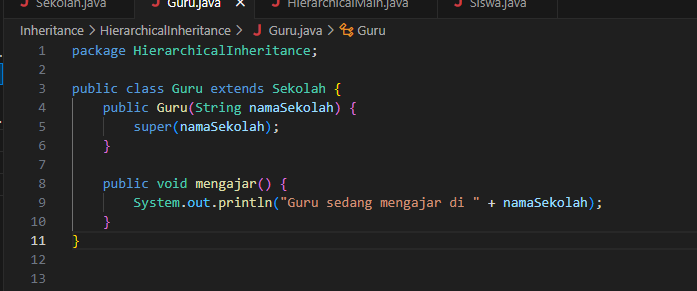 Sekolah.java Guru.java HierarchicalMain.java Siswa.java
Inheritance > HierarchicalInheritance > Guru.java > Guru
1 package HierarchicalInheritance;
2
3 public class Guru extends Sekolah {
4 public Guru(String namaSekolah) {
5 super(namaSekolah);
6 }
7
8 public void mengajar() {
9 System.out.println("Guru sedang mengajar di " + namaSekolah);
10 }
11 }
12
13